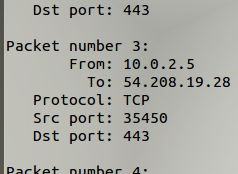 Dst port: 443
Packet number 3:
From: 10.0.2.5
To: 54.208.19.28
Protocol: TCP
Src port: 35450
Dst port: 443
Packet number 4: